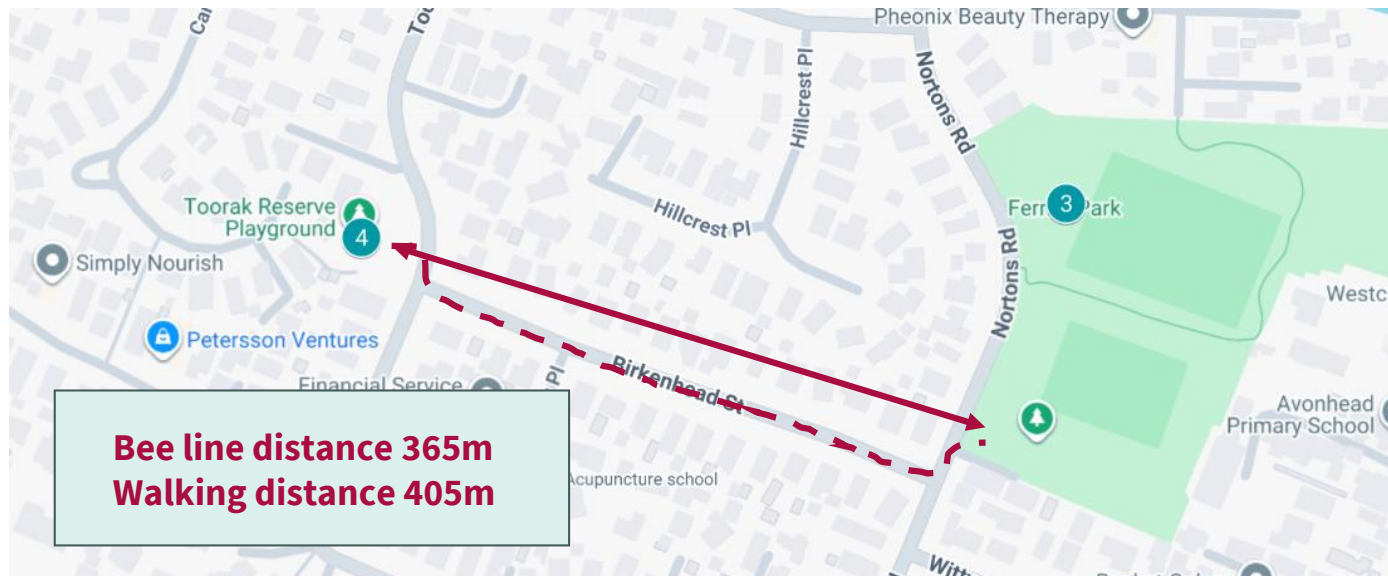 Pheonix Beauty Therapy
Nortons Rd
Hillcrest Pl
Toorak Reserve
Playground
4
Hillcrest Pl
3
Park
Simply Nourish
Nortons Rd
Westc
Petersson Ventures
Financial Service
Pl
Birkenhead St
Avonhead
Primary School
Bee line distance 365m
Walking distance 405m
Acupuncture school